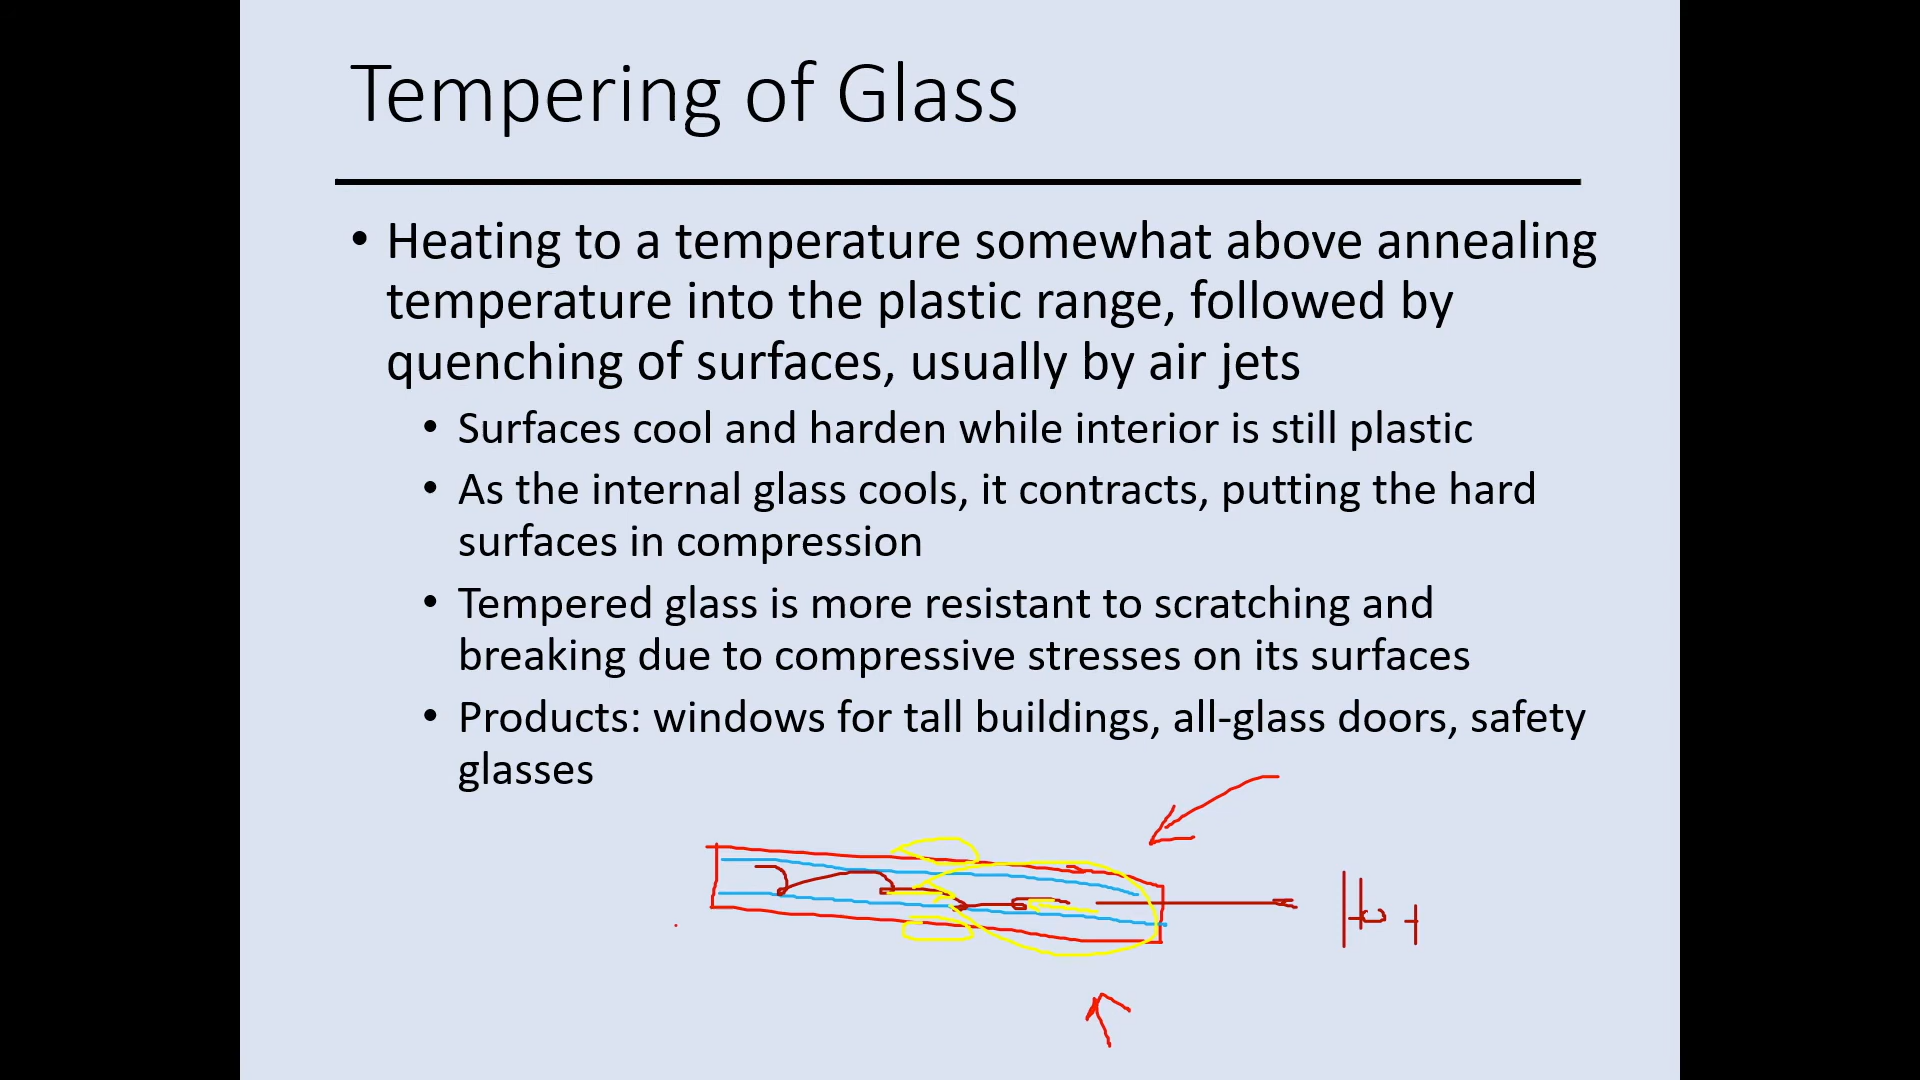 Tempering of Glass
• Heating to a temperature somewhat above annealing
temperature into the plastic range, followed by
quenching of surfaces, usually by air jets
• Surfaces cool and harden while interior is still plastic
• As the internal glass cools, it contracts, putting the hard
surfaces in compression
• Tempered glass is more resistant to scratching and
breaking due to compressive stresses on its surfaces
• Products: windows for tall buildings, all-glass doors, safety
glasses